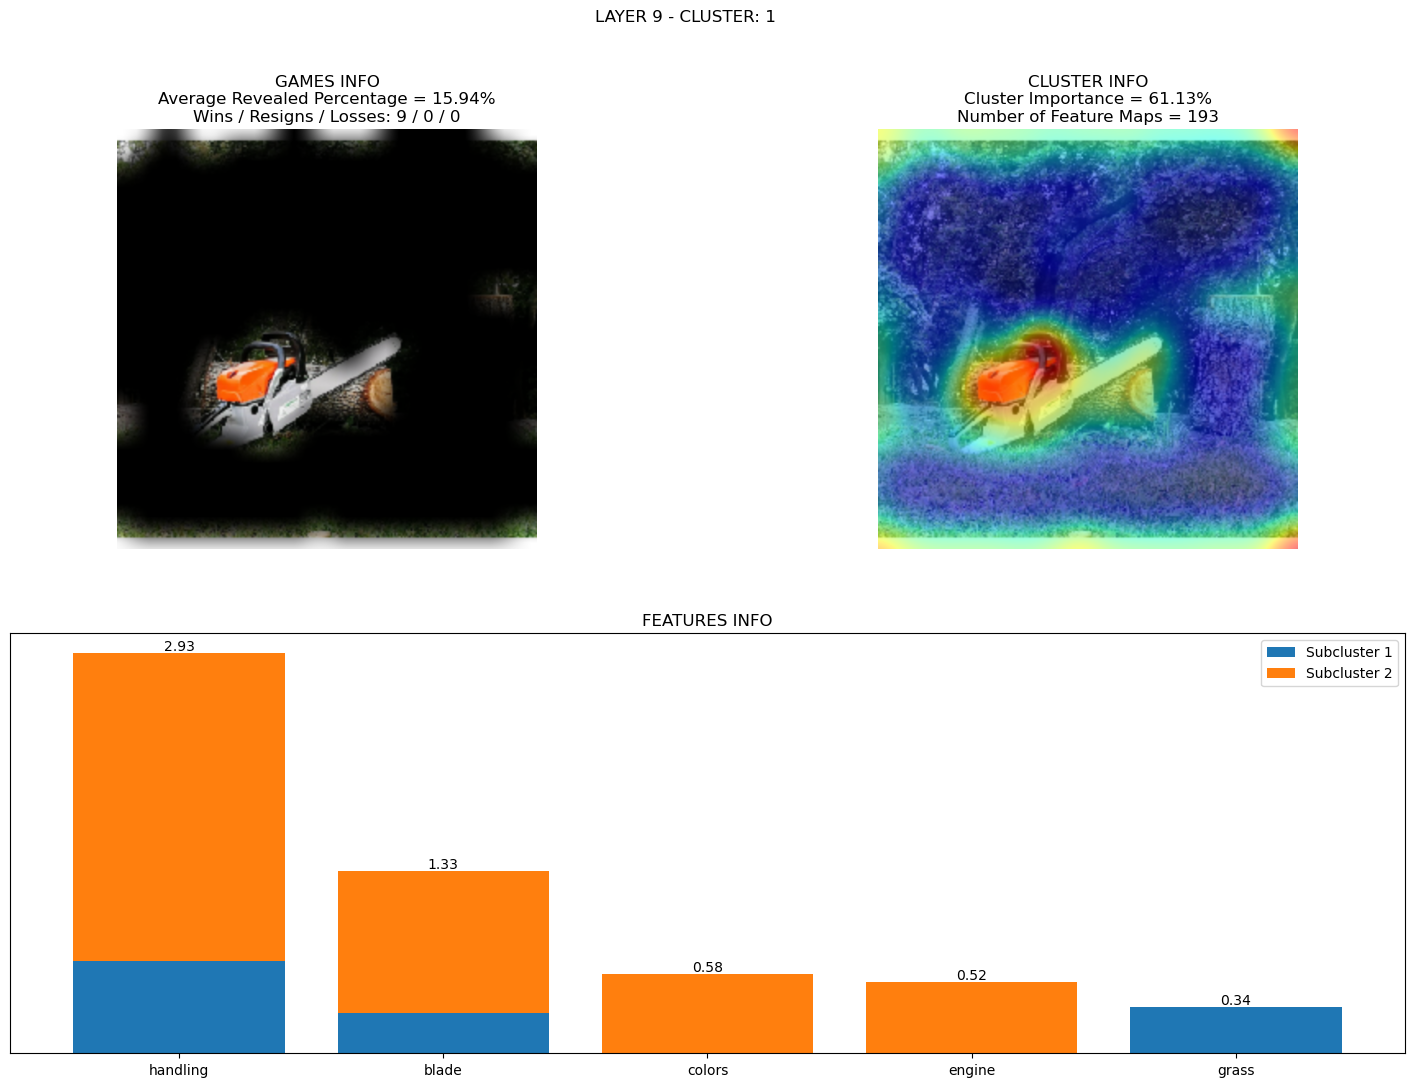 LAYER 9 - CLUSTER: 1
GAMES INFO
Average Revealed Percentage = 15.94%
Wins / Resigns / Losses: 9 / 0 / 0
CLUSTER INFO
Cluster Importance = 61.13%
Number of Feature Maps = 193
FEATURES INFO
Subcluster 1
Subcluster 2
2.93
1.33
0.58
0.52
0.34
handling
blade
colors
engine
grass